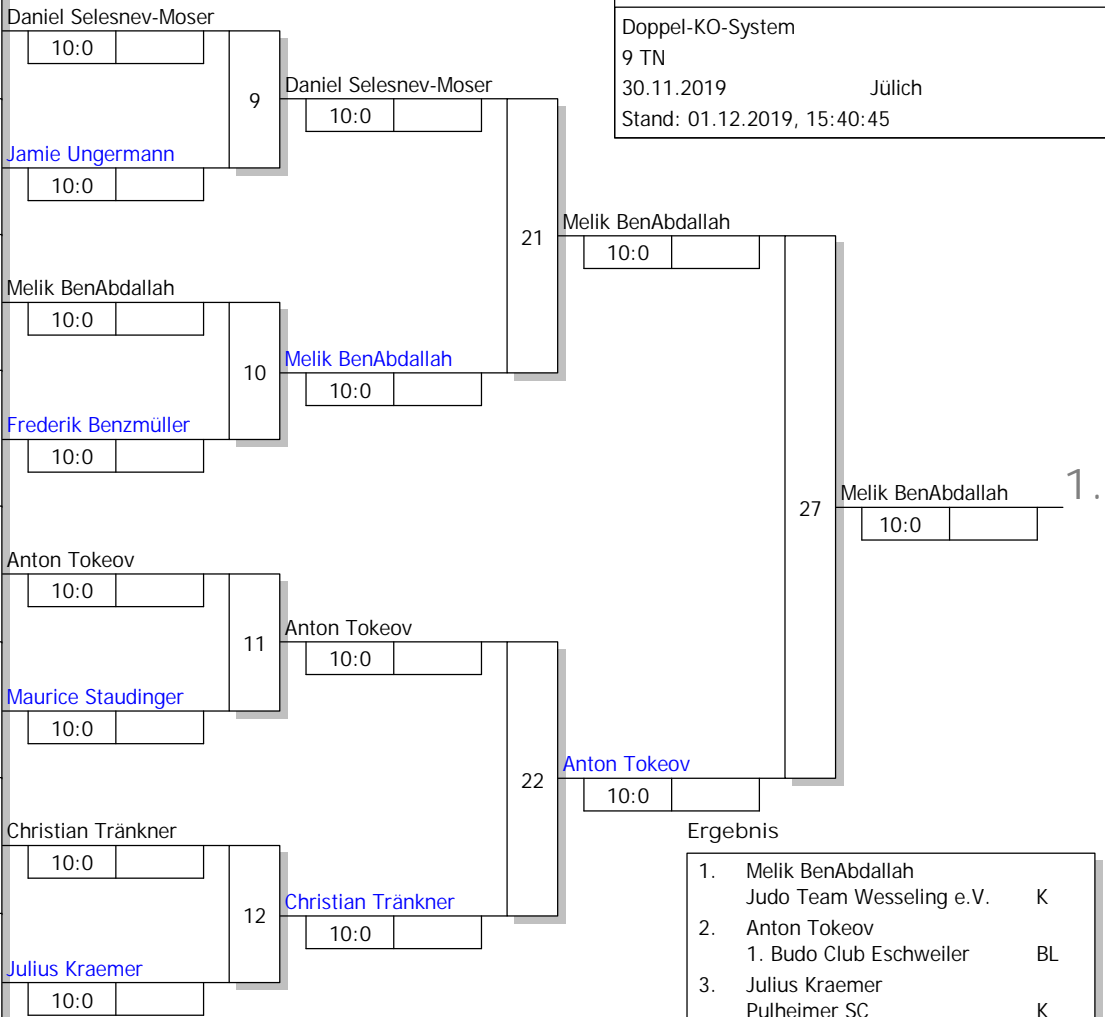 Daniel Selesnev-Moser
10:0
9
Jamie Ungermann
10:0
Daniel Selesnev-Moser
10:0
Melik BenAbdallah
10:0
10
Frederik Benzmüller
10:0
Melik BenAbdallah
10:0
21
Anton Tokeov
10:0
11
Maurice Staudinger
10:0
Anton Tokeov
10:0
Christian Tränkner
10:0
12
Julius Kraemer
10:0
Christian Tränkner
10:0
22
Melik BenAbdallah
10:0
Anton Tokeov
10:0
27
Melik BenAbdallah
10:0
1.
Doppel-KO-System
9 TN
30.11.2019 Jülich
Stand: 01.12.2019, 15:40:45
Ergebnis
1. Melik BenAbdallah
Judo Team Wesseling e.V. K
2. Anton Tokeov
1. Budo Club Eschweiler BL
3. Julius Kraemer
Pulheimer SC K